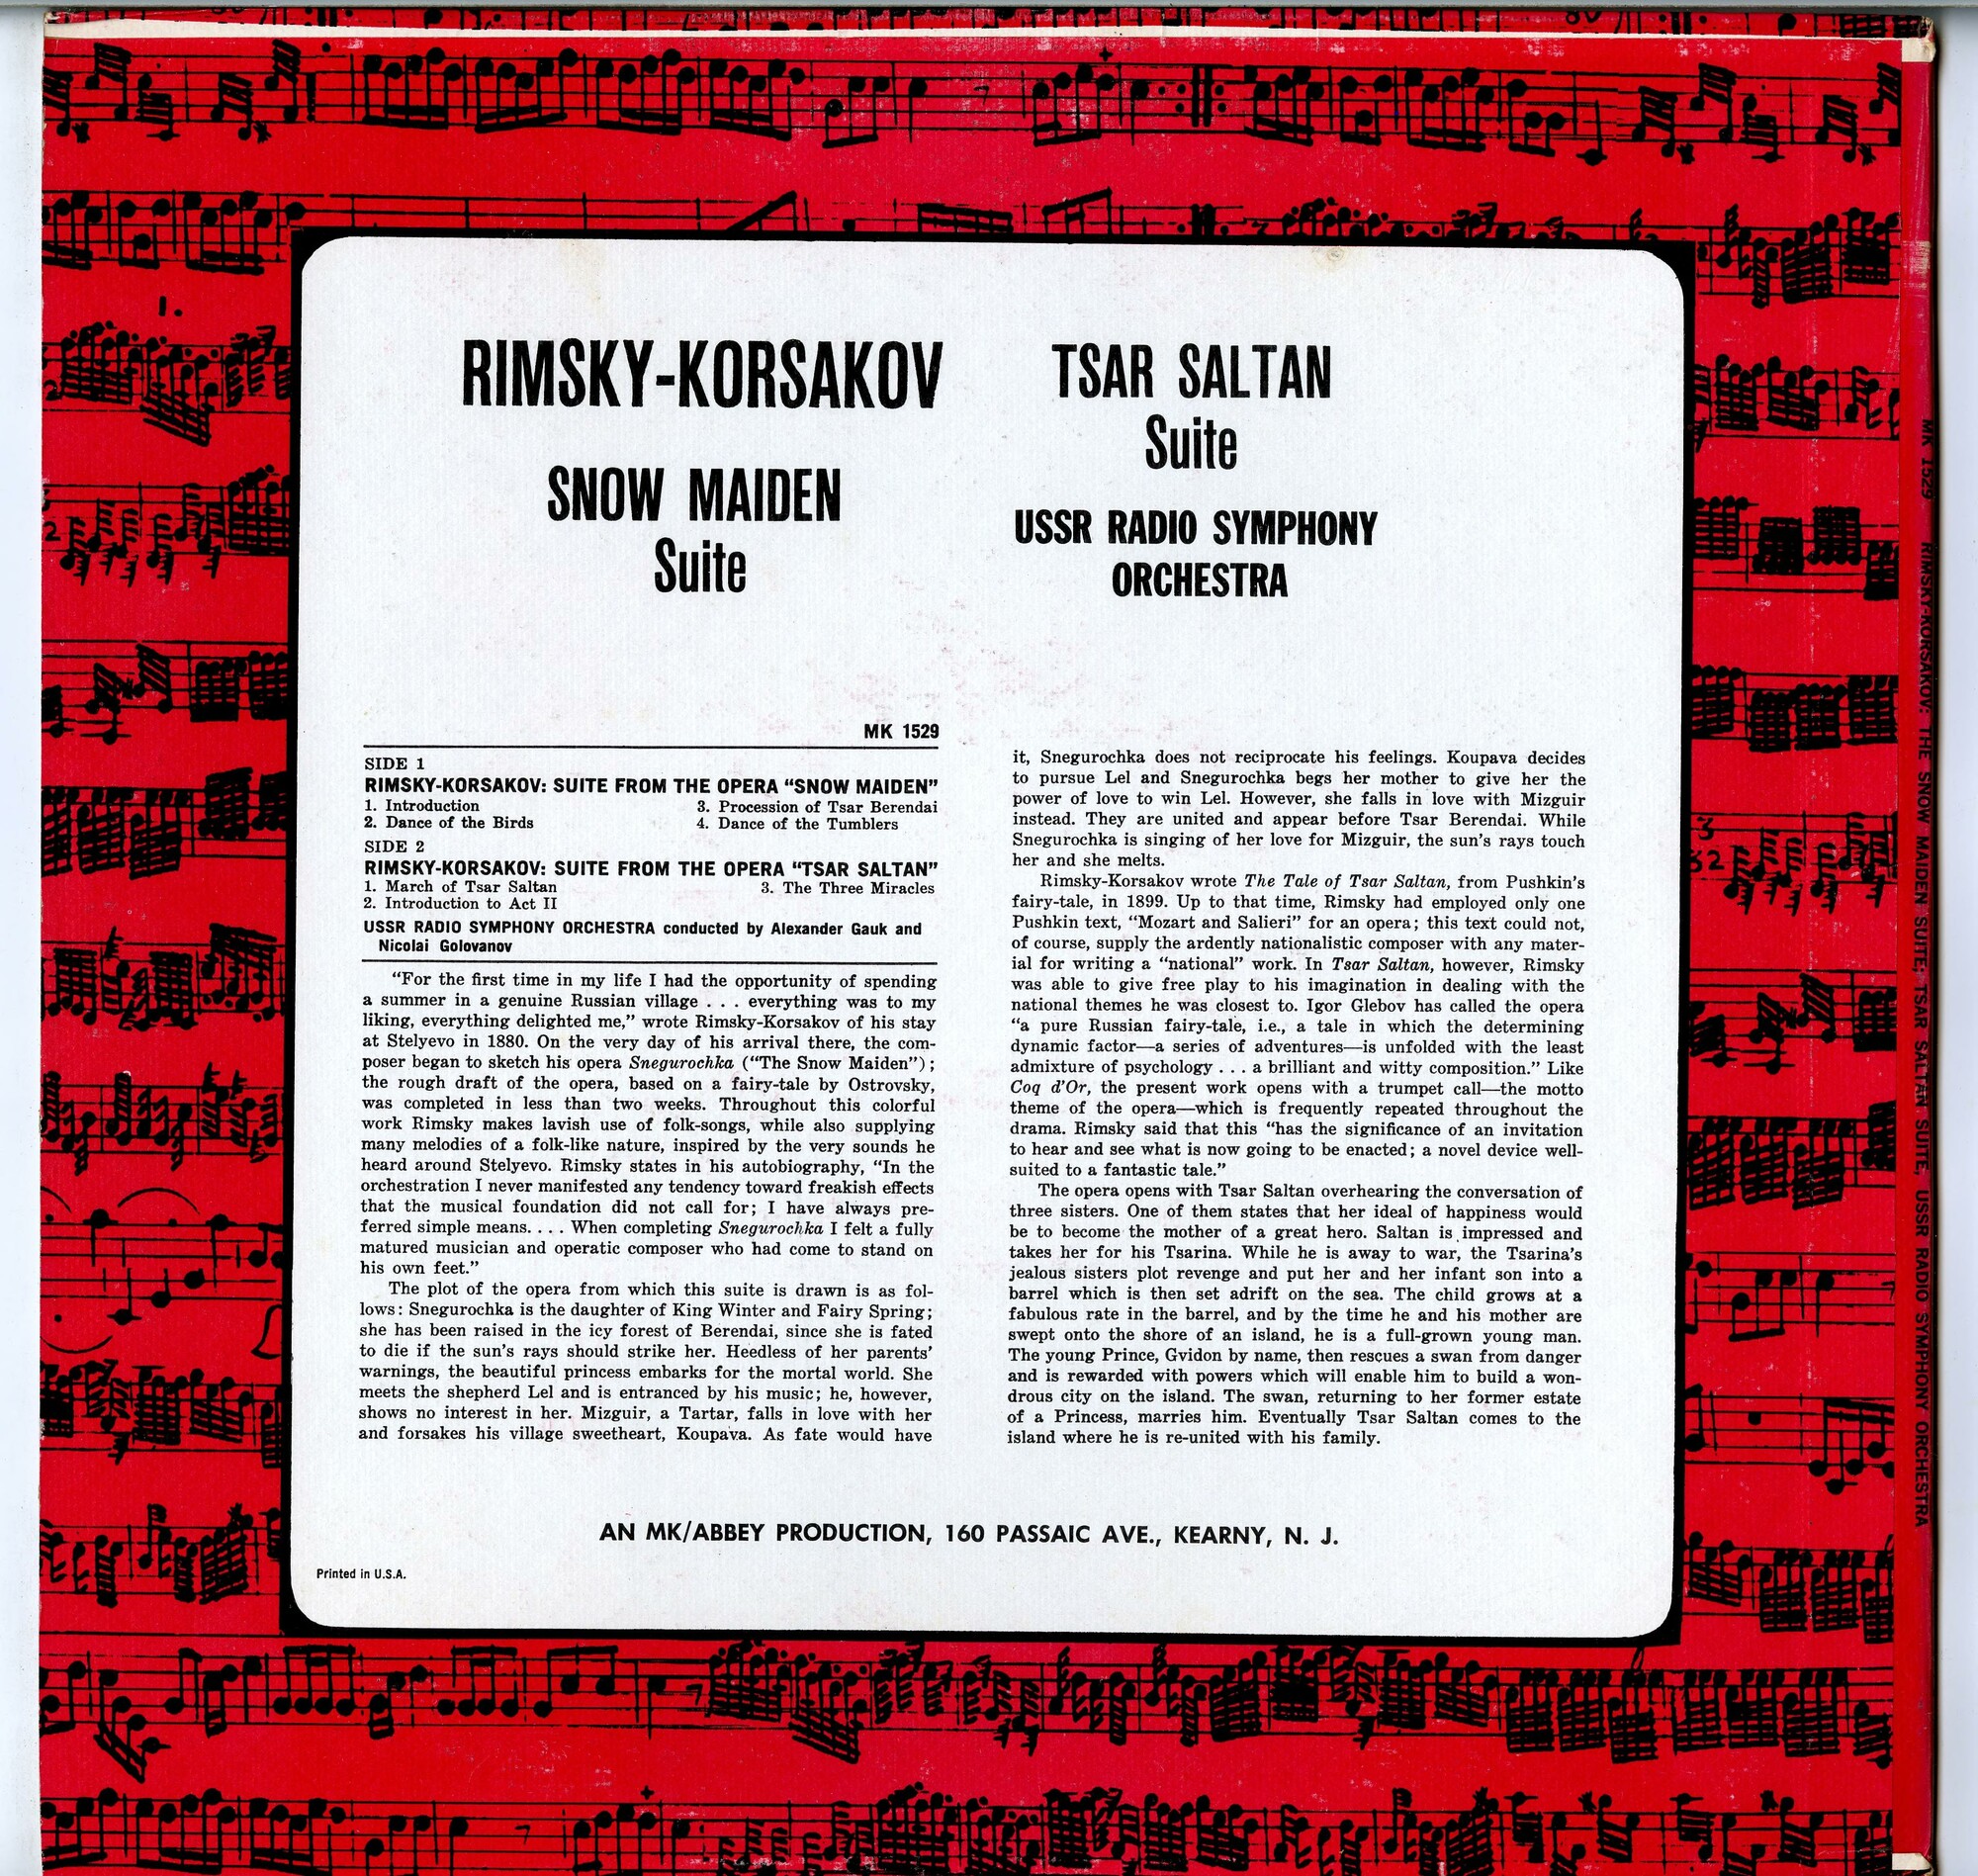 RIMSKY-KORSAKOV
SNOW MAIDEN
Suite
TSAR SALTAN
Suite
USSR RADIO SYMPHONY
ORCHESTRA
MK 1529
SIDE 1
RIMSKY-KORSAKOV: SUITE FROM THE OPERA “SNOW MAIDEN”
1. Introduction 3. Procession of Tsar Berendai
2. Dance of the Birds 4. Dance of the Tumblers
SIDE 2
RIMSKY-KORSAKOV: SUITE FROM THE OPERA “TSAR SALTAN”
1. March of Tsar Saltan 3. The Three Miracles
2. Introduction to Act II
USSR RADIO SYMPHONY ORCHESTRA conducted by Alexander Gauk and
Nicolai Golovanov
“For the first time in my life I had the opportunity of spending
a summer in a genuine Russian village . . . everything was to my
liking, everything delighted me,” wrote Rimsky-Korsakov of his stay
at Stelyevo in 1880. On the very day of his arrival there, the com-
poser began to sketch his opera Snegurochka (“The Snow Maiden”);
the rough draft of the opera, based on a fairy-tale by Ostrovsky,
was completed in less than two weeks. Throughout this colorful
work Rimsky makes lavish use of folk-songs, while also supplying
many melodies of a folk-like nature, inspired by the very sounds he
heard around Stelyevo. Rimsky states in his autobiography, “In the
orchestration I never manifested any tendency toward freakish effects
that the musical foundation did not call for; I have always pre-
ferred simple means. . . . When completing Snegurochka I felt a fully
matured musician and operatic composer who had come to stand on
his own feet.”
The plot of the opera from which this suite is drawn is as fol-
lows: Snegurochka is the daughter of King Winter and Fairy Spring;
she has been raised in the icy forest of Berendai, since she is fated
to die if the sun’s rays should strike her. Heedless of her parents’
warnings, the beautiful princess embarks for the mortal world. She
meets the shepherd Lel and is entranced by his music; he, however,
shows no interest in her. Mizguir, a Tartar, falls in love with her
and forsakes his village sweetheart, Koupava. As fate would have
it, Snegurochka does not reciprocate his feelings. Koupava decides
to pursue Lel and Snegurochka begs her mother to give her the
power of love to win Lel. However, she falls in love with Mizguir
instead. They are united and appear before Tsar Berendai. While
Snegurochka is singing of her love for Mizguir, the sun’s rays touch
her and she melts.
Rimsky-Korsakov wrote The Tale of Tsar Saltan, from Pushkin’s
fairy-tale, in 1899. Up to that time, Rimsky had employed only one
Pushkin text, “Mozart and Salieri” for an opera; this text could not,
of course, supply the ardently nationalistic composer with any mater-
ial for writing a “national” work. In Tsar Saltan, however, Rimsky
was able to give free play to his imagination in dealing with the
national themes he was closest to. Igor Glebov has called the opera
“a pure Russian fairy-tale, i.e., a tale in which the determining
dynamic factor—a series of adventures—is unfolded with the least
admixture of psychology . . . a brilliant and witty composition.” Like
Coq d’Or, the present work opens with a trumpet call—the motto
theme of the opera—which is frequently repeated throughout the
drama. Rimsky said that this “has the significance of an invitation
to hear and see what is now going to be enacted; a novel device well-
suited to a fantastic tale.”
The opera opens with Tsar Saltan overhearing the conversation of
three sisters. One of them states that her ideal of happiness would
be to become the mother of a great hero. Saltan is impressed and
takes her for his Tsarina. While he is away to war, the Tsarina’s
jealous sisters plot revenge and put her and her infant son into a
barrel which is then set adrift on the sea. The child grows at a
fabulous rate in the barrel, and by the time he and his mother are
swept onto the shore of an island, he is a full-grown young man.
The young Prince, Gvidon by name, then rescues a swan from danger
and is rewarded with powers which will enable him to build a won-
drous city on the island. The swan, returning to her former estate
of a Princess, marries him. Eventually Tsar Saltan comes to the
island where he is re-united with his family.
AN MK/ABBEY PRODUCTION, 160 PASSAIC AVE., KEARNY, N. J.
Printed in U.S.A.
MK 1529 RIMSKY-KORSAKOV: THE SNOW MAIDEN SUITE; TSAR SALTAN SUITE USSR RADIO SYMPHONY ORCHESTRA